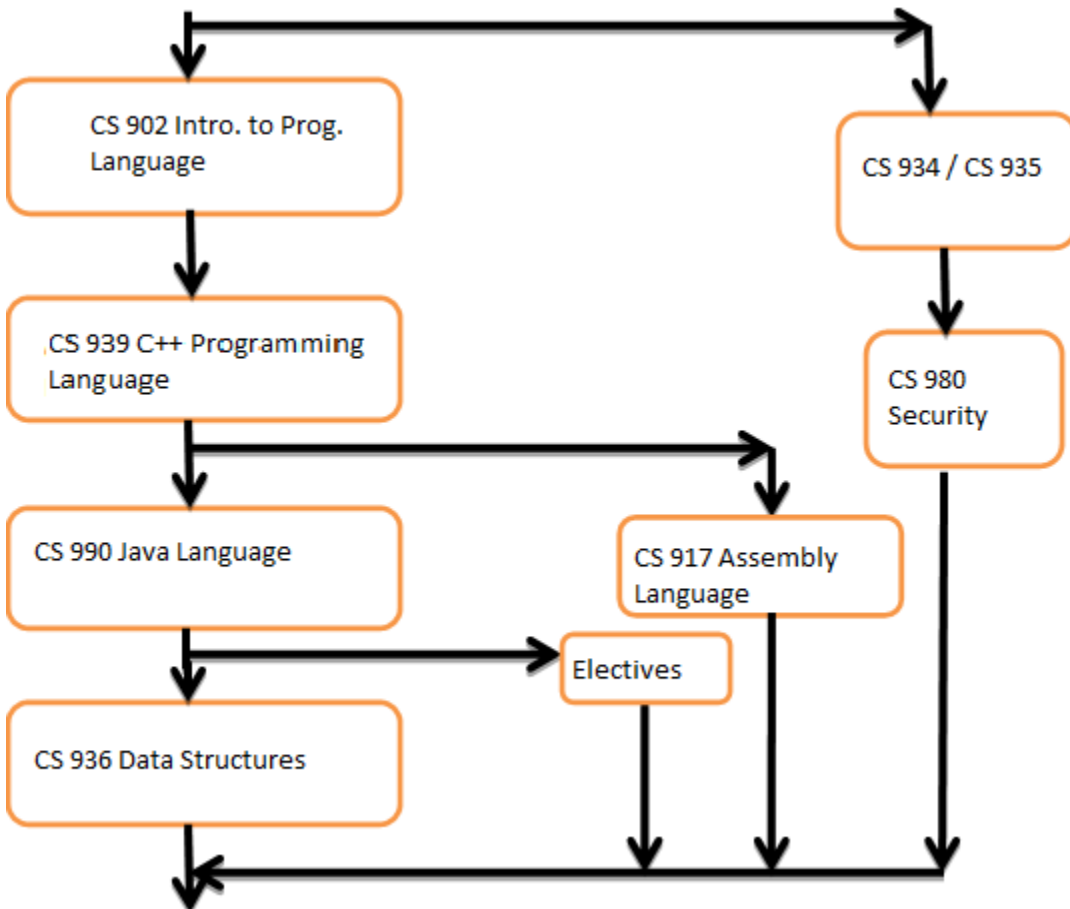 CS 902 Intro. to Prog.
Language
CS 934 / CS 935
CS 939 C++ Programming
Language
CS 980
Security
CS 990 Java Language
CS 917 Assembly
Language
Electives
CS 936 Data Structures